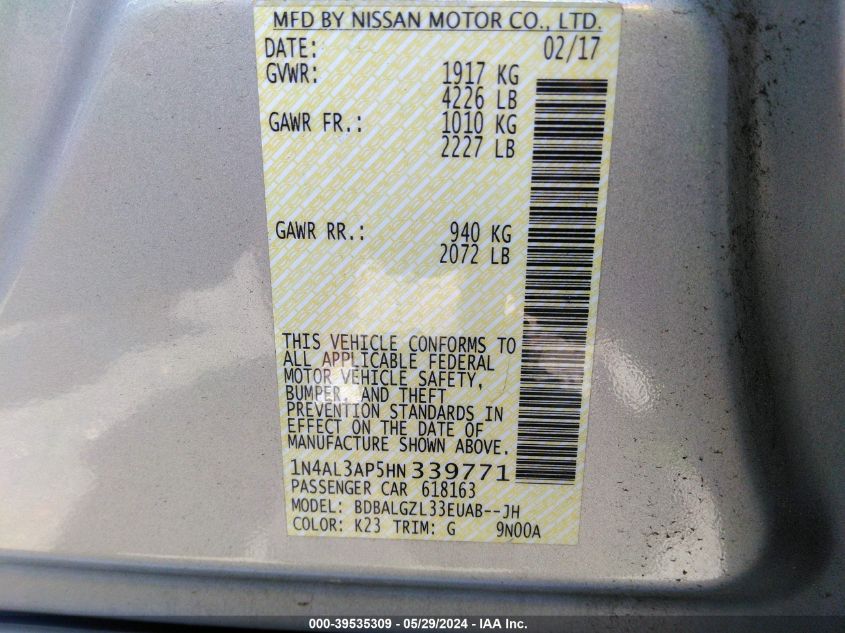 MFD BY NISSAN MOTOR CO., LTD.
DATE: 02/17
GVWR: 1917 KG
4226 LB
GAWR FR.: 1010 KG
2227 LB
GAWR RR.: 940 KG
2072 LB
THIS VEHICLE CONFORMS TO
ALL APPLICABLE FEDERAL
MOTOR VEHICLE SAFETY,
BUMPER, AND THEFT
PREVENTION STANDARDS IN
EFFECT ON THE DATE OF
MANUFACTURE SHOWN ABOVE.
1N4AL3AP5HN 339771
PASSENGER CAR 618163
MODEL: BDBALGZL33EUAB--JH
COLOR: K23 TRIM: G 9N00A
000-39535309 - 05/29/2024 - IAA Inc.